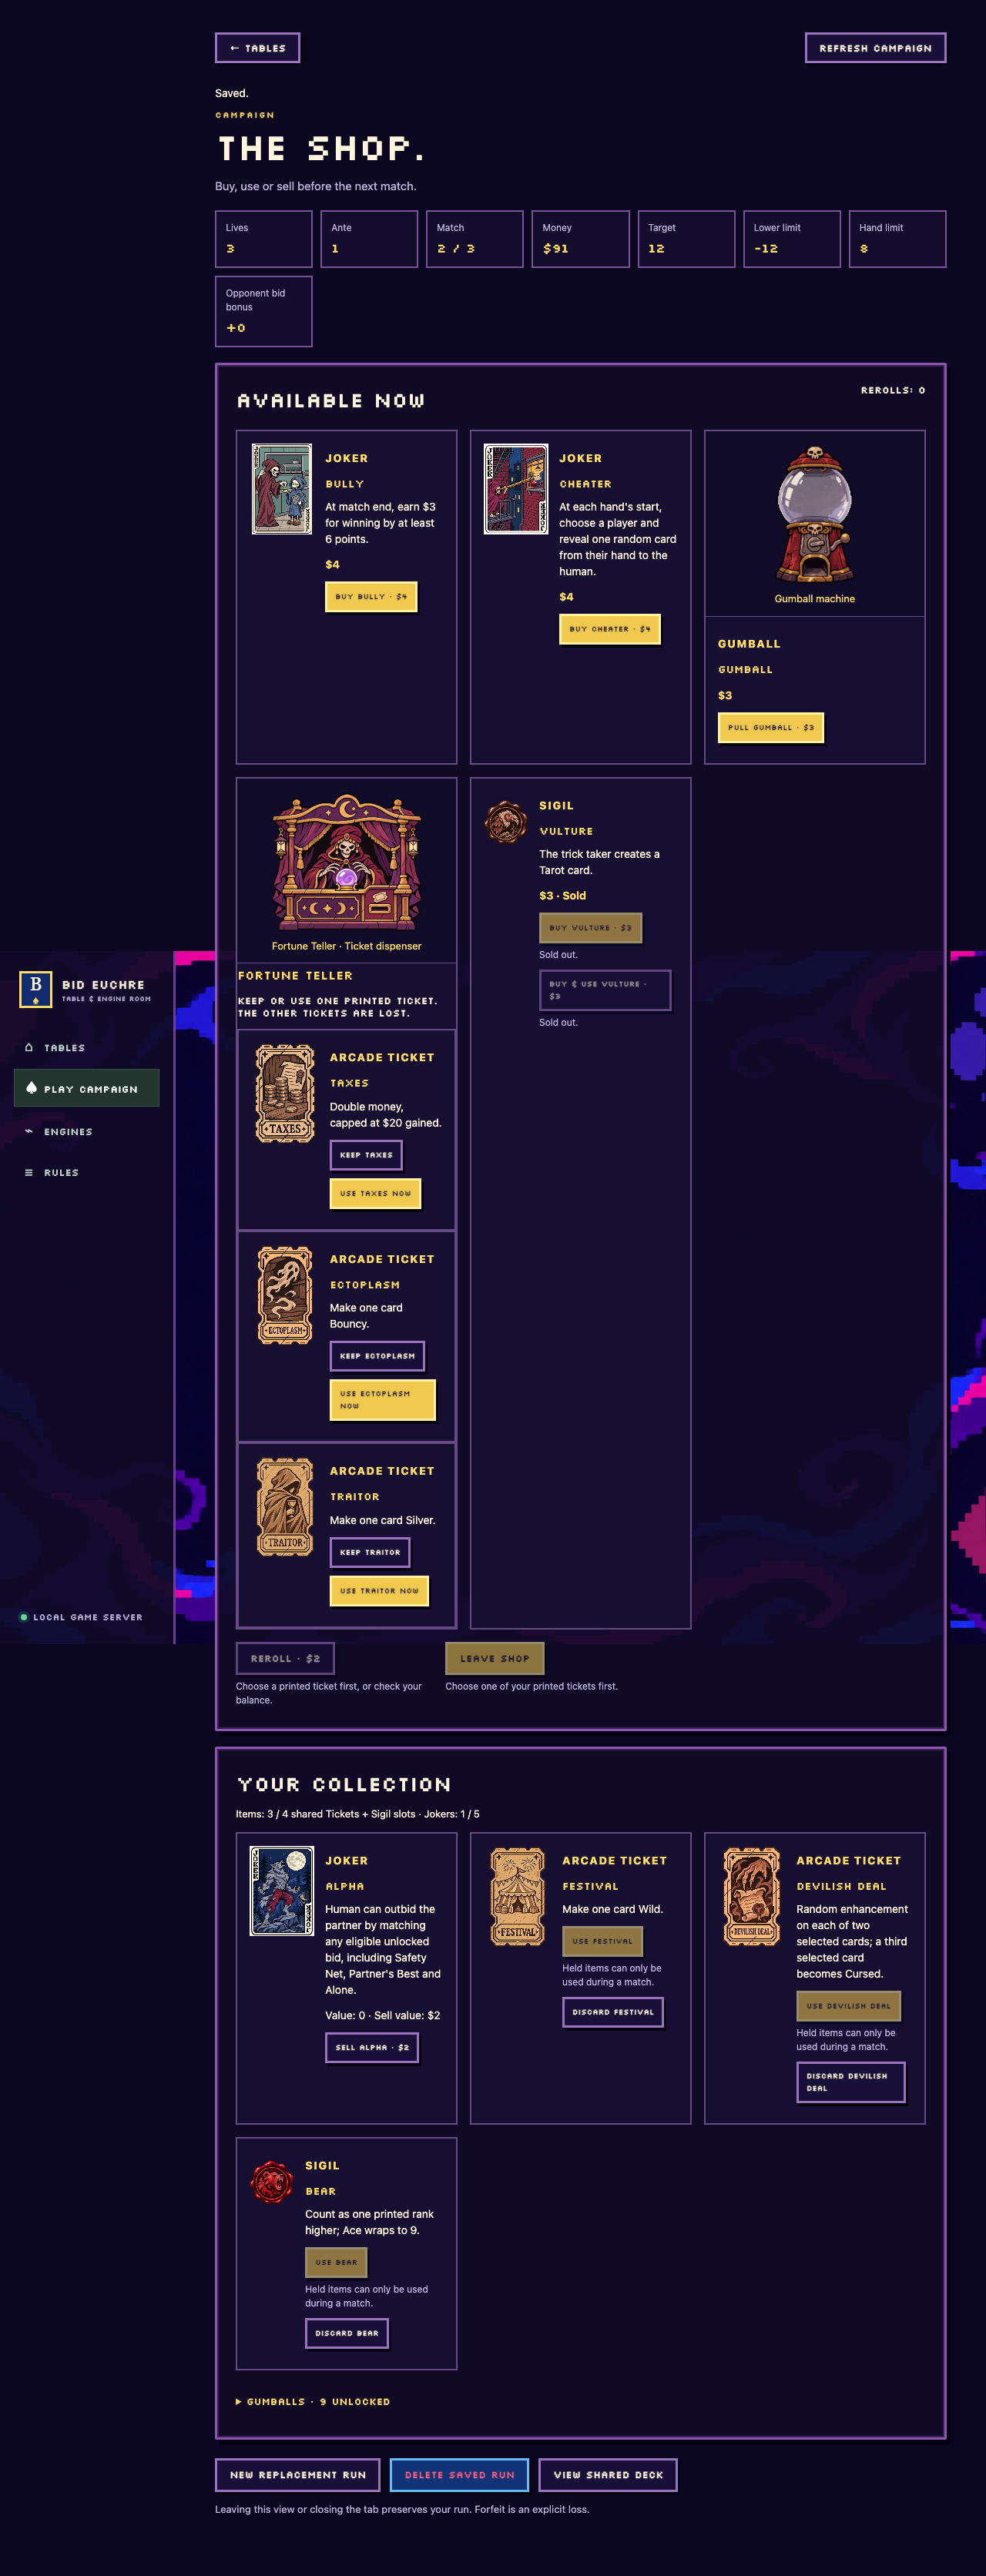 ← TABLES
REFRESH CAMPAIGN
Saved.
CAMPAIGN
THE SHOP.
Buy, use or sell before the next match.
Lives
3
Ante
1
Match
2 / 3
Money
$91
Target
12
Lower limit
-12
Hand limit
8
Opponent bid
bonus
+0
AVAILABLE NOW
REROLLS: 0
JOKER
BULLY
At match end, earn $3
for winning by at least
6 points.
$4
BUY BULLY · $4
JOKER
CHEATER
At each hand's start,
choose a player and
reveal one random card
from their hand to the
human.
$4
BUY CHEATER · $4
Gumball machine
GUMBALL
GUMBALL
$3
PULL GUMBALL · $3
Fortune Teller · Ticket dispenser
FORTUNE TELLER
KEEP OR USE ONE PRINTED TICKET.
THE OTHER TICKETS ARE LOST.
TAXES
ARCADE TICKET
TAXES
Double money,
capped at $20 gained.
KEEP TAXES
USE TAXES NOW
ECTOPLASM
ARCADE TICKET
ECTOPLASM
Make one card
Bouncy.
KEEP ECTOPLASM
USE ECTOPLASM
NOW
TRAITOR
ARCADE TICKET
TRAITOR
Make one card Silver.
KEEP TRAITOR
USE TRAITOR NOW
SIGIL
VULTURE
The trick taker creates a
Tarot card.
$3 · Sold
BUY VULTURE · $3
Sold out.
BUY & USE VULTURE ·
$3
Sold out.
B
BID EUCHRE
TABLE & ENGINE ROOM
TABLES
PLAY CAMPAIGN
ENGINES
RULES
LOCAL GAME SERVER
REROLL · $2
Choose a printed ticket first, or check your
balance.
LEAVE SHOP
Choose one of your printed tickets first.
YOUR COLLECTION
Items: 3 / 4 shared Tickets + Sigil slots · Jokers: 1 / 5
JOKER
ALPHA
Human can outbid the
partner by matching
any eligible unlocked
bid, including Safety
Net, Partner's Best and
Alone.
Value: 0 · Sell value: $2
SELL ALPHA · $2
FESTIVAL
ARCADE TICKET
FESTIVAL
Make one card Wild.
USE FESTIVAL
Held items can only be
used during a match.
DISCARD FESTIVAL
DEVILISH DEAL
ARCADE TICKET
DEVILISH DEAL
Random enhancement
on each of two
selected cards; a third
selected card
becomes Cursed.
USE DEVILISH DEAL
Held items can only be
used during a match.
DISCARD DEVILISH
DEAL
SIGIL
BEAR
Count as one printed rank
higher; Ace wraps to 9.
USE BEAR
Held items can only be used
during a match.
DISCARD BEAR
▶ GUMBALLS · 9 UNLOCKED
NEW REPLACEMENT RUN
DELETE SAVED RUN
VIEW SHARED DECK
Leaving this view or closing the tab preserves your run. Forfeit is an explicit loss.